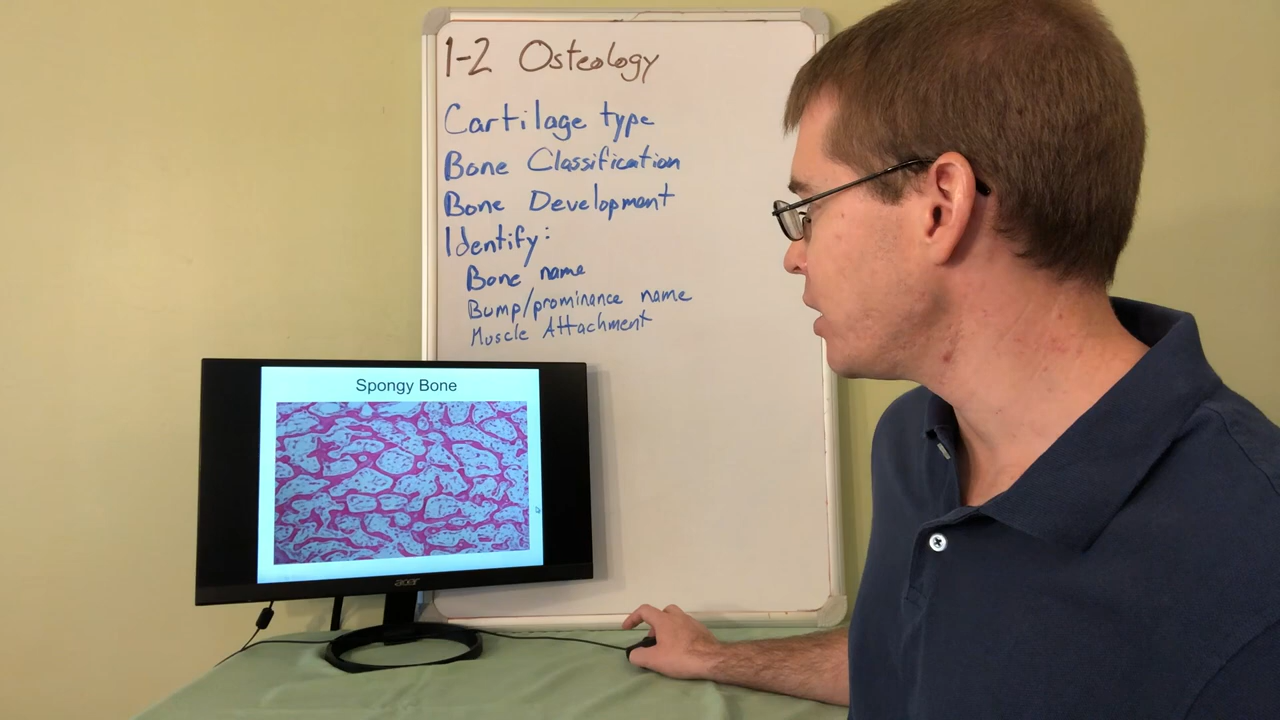 1-2 Osteology
Cartilage type
Bone Classification
Bone Development
Identify:
Bone name
Bump/prominance name
Muscle Attachment
Spongy Bone
acer